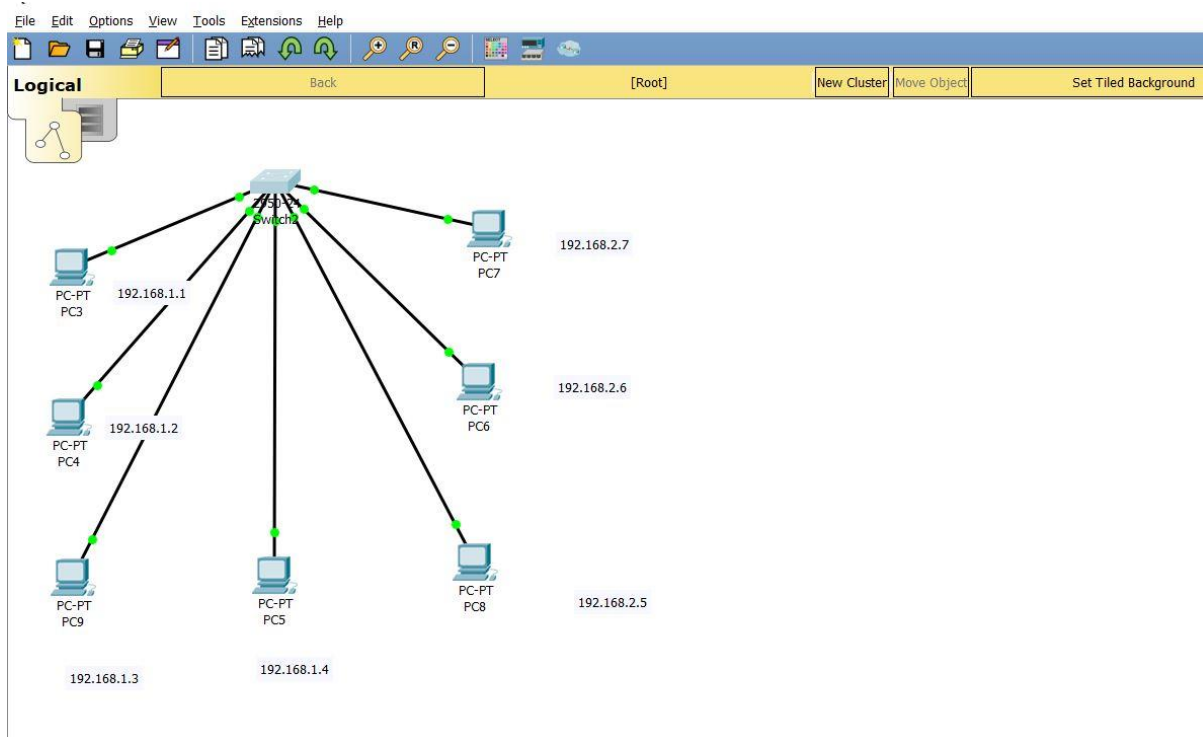 File Edit Options View Tools Extensions Help
Logical Back [Root] New Cluster Move Object Set Tiled Background
2950-24
Switch2
PC-PT
PC7
192.168.2.7
PC-PT
PC3
192.168.1.1
PC-PT
PC6
192.168.2.6
PC-PT
PC4
192.168.1.2
PC-PT
PC9
192.168.1.3
PC-PT
PC5
192.168.1.4
PC-PT
PC8
192.168.2.5